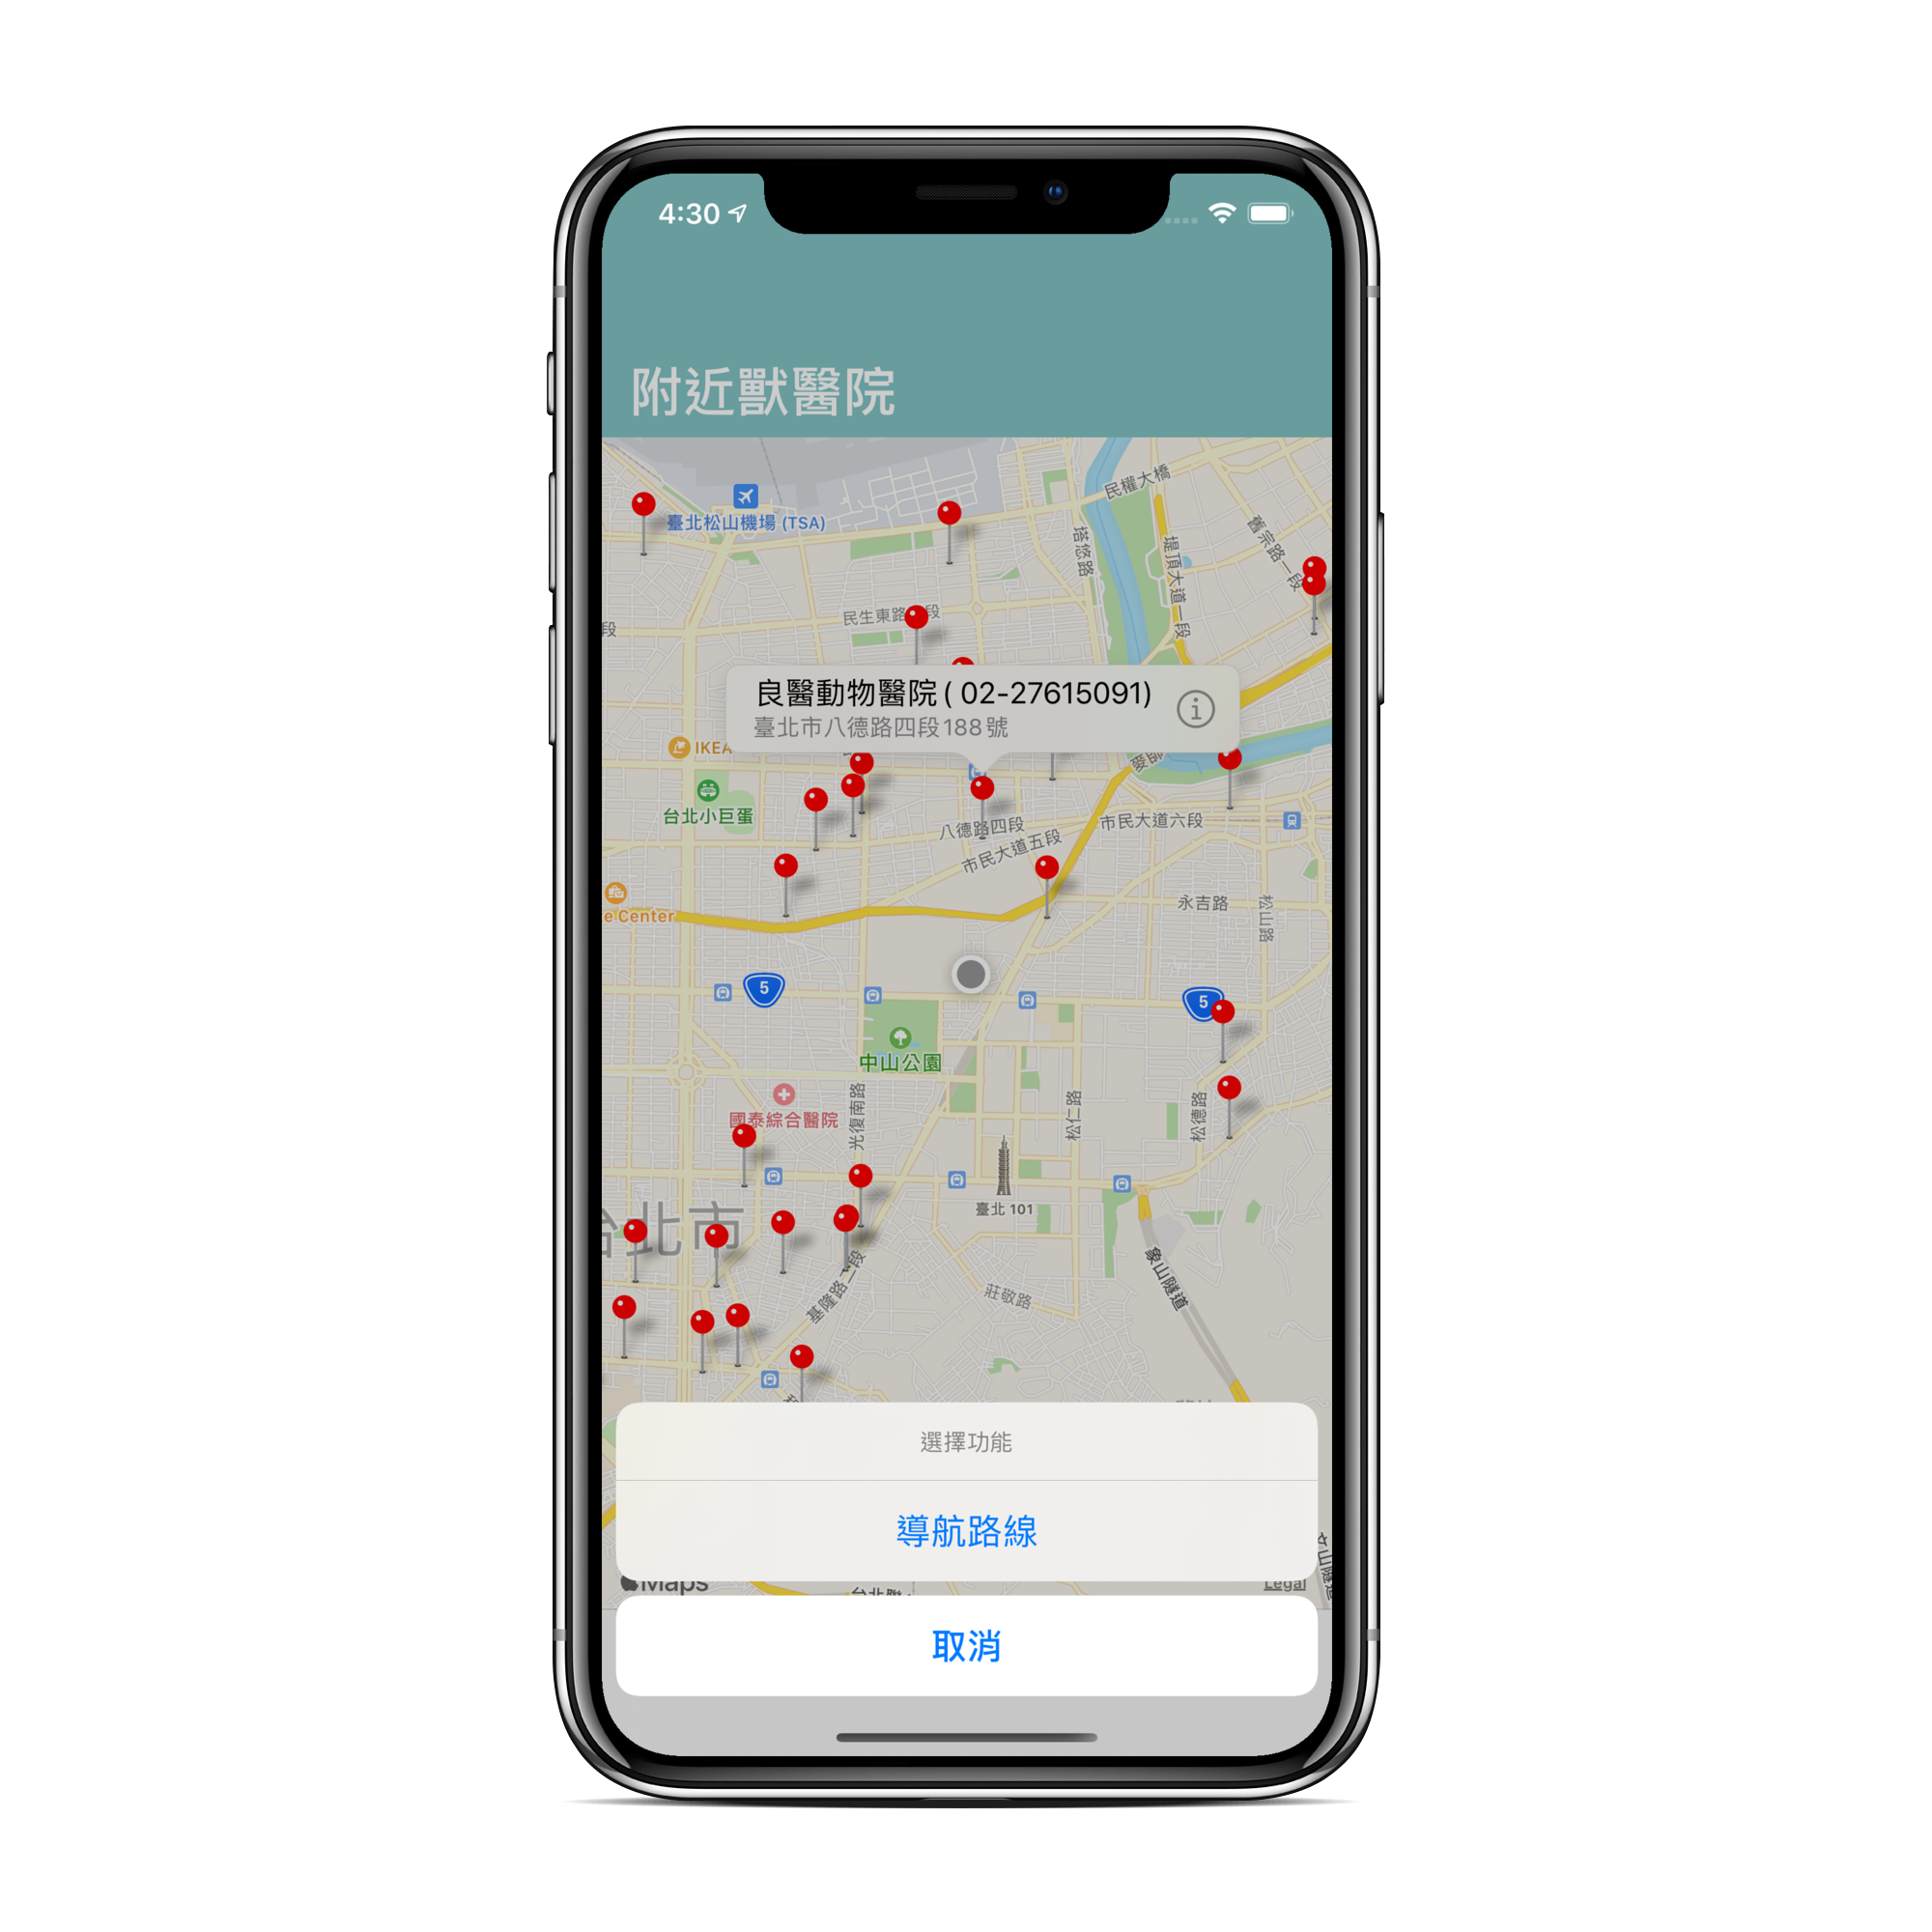 4:30
附近獸醫院
民權大橋
臺北松山機場 (TSA)
塔悠路
堤頂大道一段
舊宗路一段
民生東路
段
段
良醫動物醫院 ( 02-27615091)
臺北市八德路四段188號
IKEA
麥帥
台北小巨蛋
八德路四段
市民大道六段
市民大道五段
永吉路
松山路
e Center
5
5
中山公園
國泰綜合醫院
光復南路
松仁路
松德路
臺北 101
台北市
象山隧道
基隆路二段
莊敬路
選擇功能
導航路線
Maps
Legal
取消